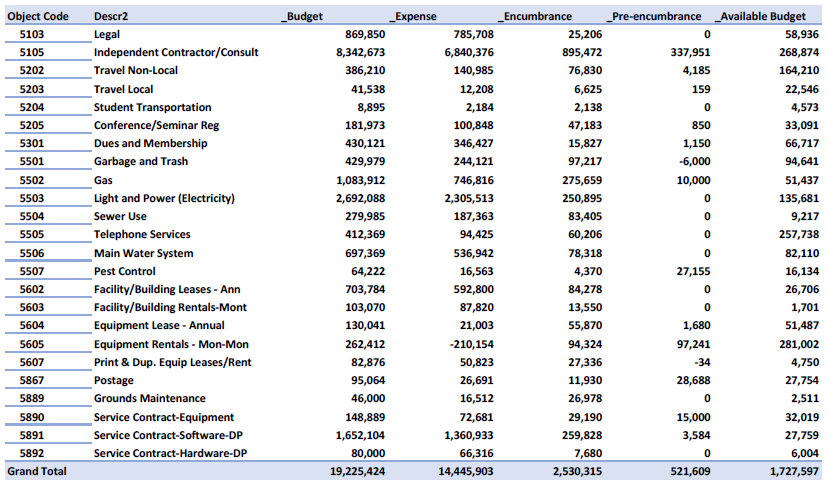 Object Code Descr2 _Budget _Expense _Encumbrance _Pre-encumbrance _Available Budget
5103 Legal 869,850 785,708 25,206 0 58,936
5105 Independent Contractor/Consult 8,342,673 6,840,376 895,472 337,951 268,874
5202 Travel Non-Local 386,210 140,985 76,830 4,185 164,210
5203 Travel Local 41,538 12,208 6,625 159 22,546
5204 Student Transportation 8,895 2,184 2,138 0 4,573
5205 Conference/Seminar Reg 181,973 100,848 47,183 850 33,091
5301 Dues and Membership 430,121 346,427 15,827 1,150 66,717
5501 Garbage and Trash 429,979 244,121 97,217 -6,000 94,641
5502 Gas 1,083,912 746,816 275,659 10,000 51,437
5503 Light and Power (Electricity) 2,692,088 2,305,513 250,895 0 135,681
5504 Sewer Use 279,985 187,363 83,405 0 9,217
5505 Telephone Services 412,369 94,425 60,206 0 257,738
5506 Main Water System 697,369 536,942 78,318 0 82,110
5507 Pest Control 64,222 16,563 4,370 27,155 16,134
5602 Facility/Building Leases - Ann 703,784 592,800 84,278 0 26,706
5603 Facility/Building Rentals-Mont 103,070 87,820 13,550 0 1,701
5604 Equipment Lease - Annual 130,041 21,003 55,870 1,680 51,487
5605 Equipment Rentals - Mon-Mon 262,412 -210,154 94,324 97,241 281,002
5607 Print & Dup. Equip Leases/Rent 82,876 50,823 27,336 -34 4,750
5867 Postage 95,064 26,691 11,930 28,688 27,754
5889 Grounds Maintenance 46,000 16,512 26,978 0 2,511
5890 Service Contract-Equipment 148,889 72,681 29,190 15,000 32,019
5891 Service Contract-Software-DP 1,652,104 1,360,933 259,828 3,584 27,759
5892 Service Contract-Hardware-DP 80,000 66,316 7,680 0 6,004
Grand Total 19,225,424 14,445,903 2,530,315 521,609 1,727,597